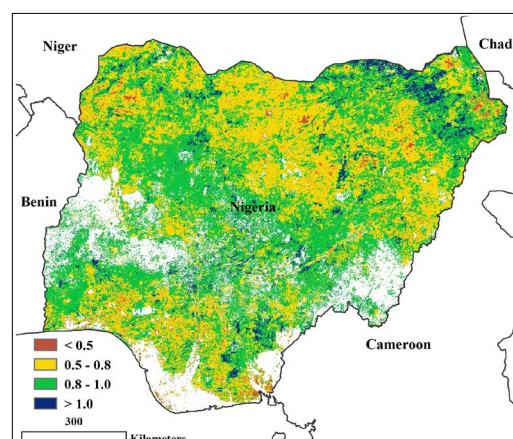 Niger
Chad
Benin
Nigeria
Cameroon
< 0.5
0.5 - 0.8
0.8 - 1.0
> 1.0
300
Kilometers